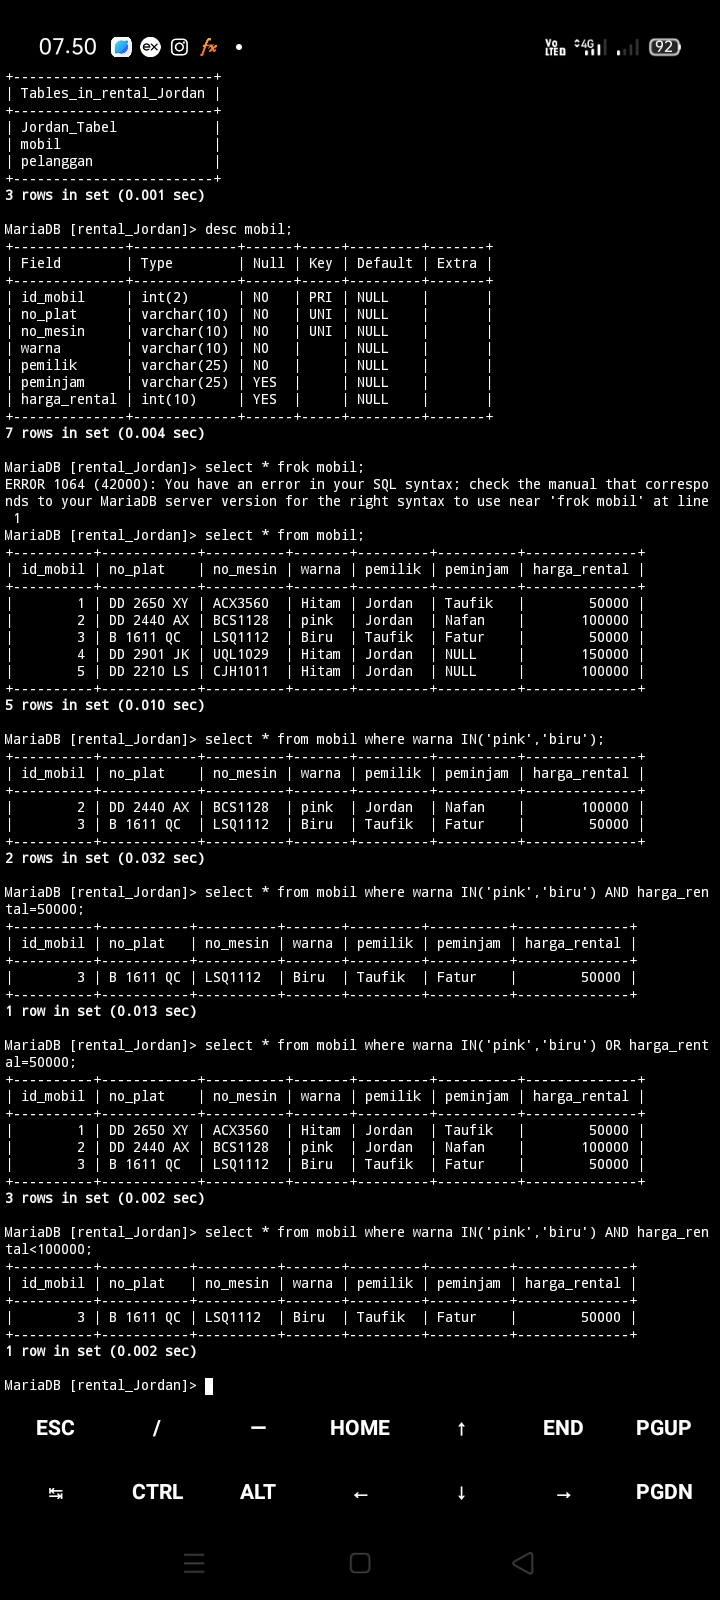 07.50 ex fx • Vo LTED 4G 92
+-------------------------+
| Tables_in_rental_Jordan |
+-------------------------+
| Jordan_Tabel            |
| mobil                   |
| pelanggan               |
+-------------------------+
3 rows in set (0.001 sec)
MariaDB [rental_Jordan]> desc mobil;
+--------------+-------------+------+-----+---------+-------+
| Field        | Type        | Null | Key | Default | Extra |
+--------------+-------------+------+-----+---------+-------+
| id_mobil     | int(2)      | NO   | PRI | NULL    |       |
| no_plat      | varchar(10) | NO   | UNI | NULL    |       |
| no_mesin     | varchar(10) | NO   | UNI | NULL    |       |
| warna        | varchar(10) | NO   |     | NULL    |       |
| pemilik      | varchar(25) | NO   |     | NULL    |       |
| peminjam     | varchar(25) | YES  |     | NULL    |       |
| harga_rental | int(10)     | YES  |     | NULL    |       |
+--------------+-------------+------+-----+---------+-------+
7 rows in set (0.004 sec)
MariaDB [rental_Jordan]> select * frok mobil;
ERROR 1064 (42000): You have an error in your SQL syntax; check the manual that correspo
nds to your MariaDB server version for the right syntax to use near 'frok mobil' at line
 1
MariaDB [rental_Jordan]> select * from mobil;
+----------+------------+----------+-------+---------+----------+--------------+
| id_mobil | no_plat    | no_mesin | warna | pemilik | peminjam | harga_rental |
+----------+------------+----------+-------+---------+----------+--------------+
|        1 | DD 2650 XY | ACX3560  | Hitam | Jordan  | Taufik   |        50000 |
|        2 | DD 2440 AX | BCS1128  | pink  | Jordan  | Nafan    |       100000 |
|        3 | B 1611 QC  | LSQ1112  | Biru  | Taufik  | Fatur    |        50000 |
|        4 | DD 2901 JK | UQL1029  | Hitam | Jordan  | NULL     |       150000 |
|        5 | DD 2210 LS | CJH1011  | Hitam | Jordan  | NULL     |       100000 |
+----------+------------+----------+-------+---------+----------+--------------+
5 rows in set (0.010 sec)
MariaDB [rental_Jordan]> select * from mobil where warna IN('pink','biru');
+----------+------------+----------+-------+---------+----------+--------------+
| id_mobil | no_plat    | no_mesin | warna | pemilik | peminjam | harga_rental |
+----------+------------+----------+-------+---------+----------+--------------+
|        2 | DD 2440 AX | BCS1128  | pink  | Jordan  | Nafan    |       100000 |
|        3 | B 1611 QC  | LSQ1112  | Biru  | Taufik  | Fatur    |        50000 |
+----------+------------+----------+-------+---------+----------+--------------+
2 rows in set (0.032 sec)
MariaDB [rental_Jordan]> select * from mobil where warna IN('pink','biru') AND harga_ren
tal=50000;
+----------+-----------+----------+-------+---------+----------+--------------+
| id_mobil | no_plat   | no_mesin | warna | pemilik | peminjam | harga_rental |
+----------+-----------+----------+-------+---------+----------+--------------+
|        3 | B 1611 QC | LSQ1112  | Biru  | Taufik  | Fatur    |        50000 |
+----------+-----------+----------+-------+---------+----------+--------------+
1 row in set (0.013 sec)
MariaDB [rental_Jordan]> select * from mobil where warna IN('pink','biru') OR harga_rent
al=50000;
+----------+------------+----------+-------+---------+----------+--------------+
| id_mobil | no_plat    | no_mesin | warna | pemilik | peminjam | harga_rental |
+----------+------------+----------+-------+---------+----------+--------------+
|        1 | DD 2650 XY | ACX3560  | Hitam | Jordan  | Taufik   |        50000 |
|        2 | DD 2440 AX | BCS1128  | pink  | Jordan  | Nafan    |       100000 |
|        3 | B 1611 QC  | LSQ1112  | Biru  | Taufik  | Fatur    |        50000 |
+----------+------------+----------+-------+---------+----------+--------------+
3 rows in set (0.002 sec)
MariaDB [rental_Jordan]> select * from mobil where warna IN('pink','biru') AND harga_ren
tal<100000;
+----------+-----------+----------+-------+---------+----------+--------------+
| id_mobil | no_plat   | no_mesin | warna | pemilik | peminjam | harga_rental |
+----------+-----------+----------+-------+---------+----------+--------------+
|        3 | B 1611 QC | LSQ1112  | Biru  | Taufik  | Fatur    |        50000 |
+----------+-----------+----------+-------+---------+----------+--------------+
1 row in set (0.002 sec)
MariaDB [rental_Jordan]>
ESC / — HOME ↑ END PGUP
↹ CTRL ALT ← ↓ → PGDN